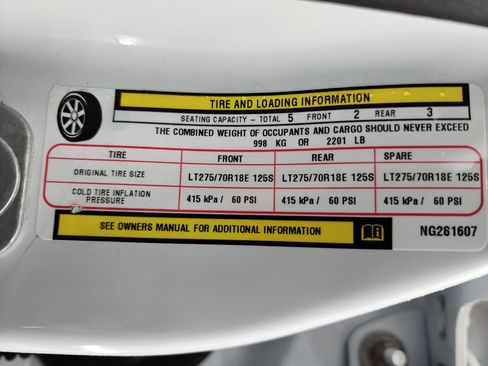 TIRE AND LOADING INFORMATION
SEATING CAPACITY - TOTAL 5 FRONT 2 REAR 3
THE COMBINED WEIGHT OF OCCUPANTS AND CARGO SHOULD NEVER EXCEED
998 KG OR 2201 LB
TIRE FRONT REAR SPARE
ORIGINAL TIRE SIZE LT275/70R18E 125S LT275/70R18E 125S LT275/70R18E 125S
COLD TIRE INFLATION
PRESSURE 415 kPa / 60 PSI 415 kPa / 60 PSI 415 kPa / 60 PSI
SEE OWNERS MANUAL FOR ADDITIONAL INFORMATION
NG281607